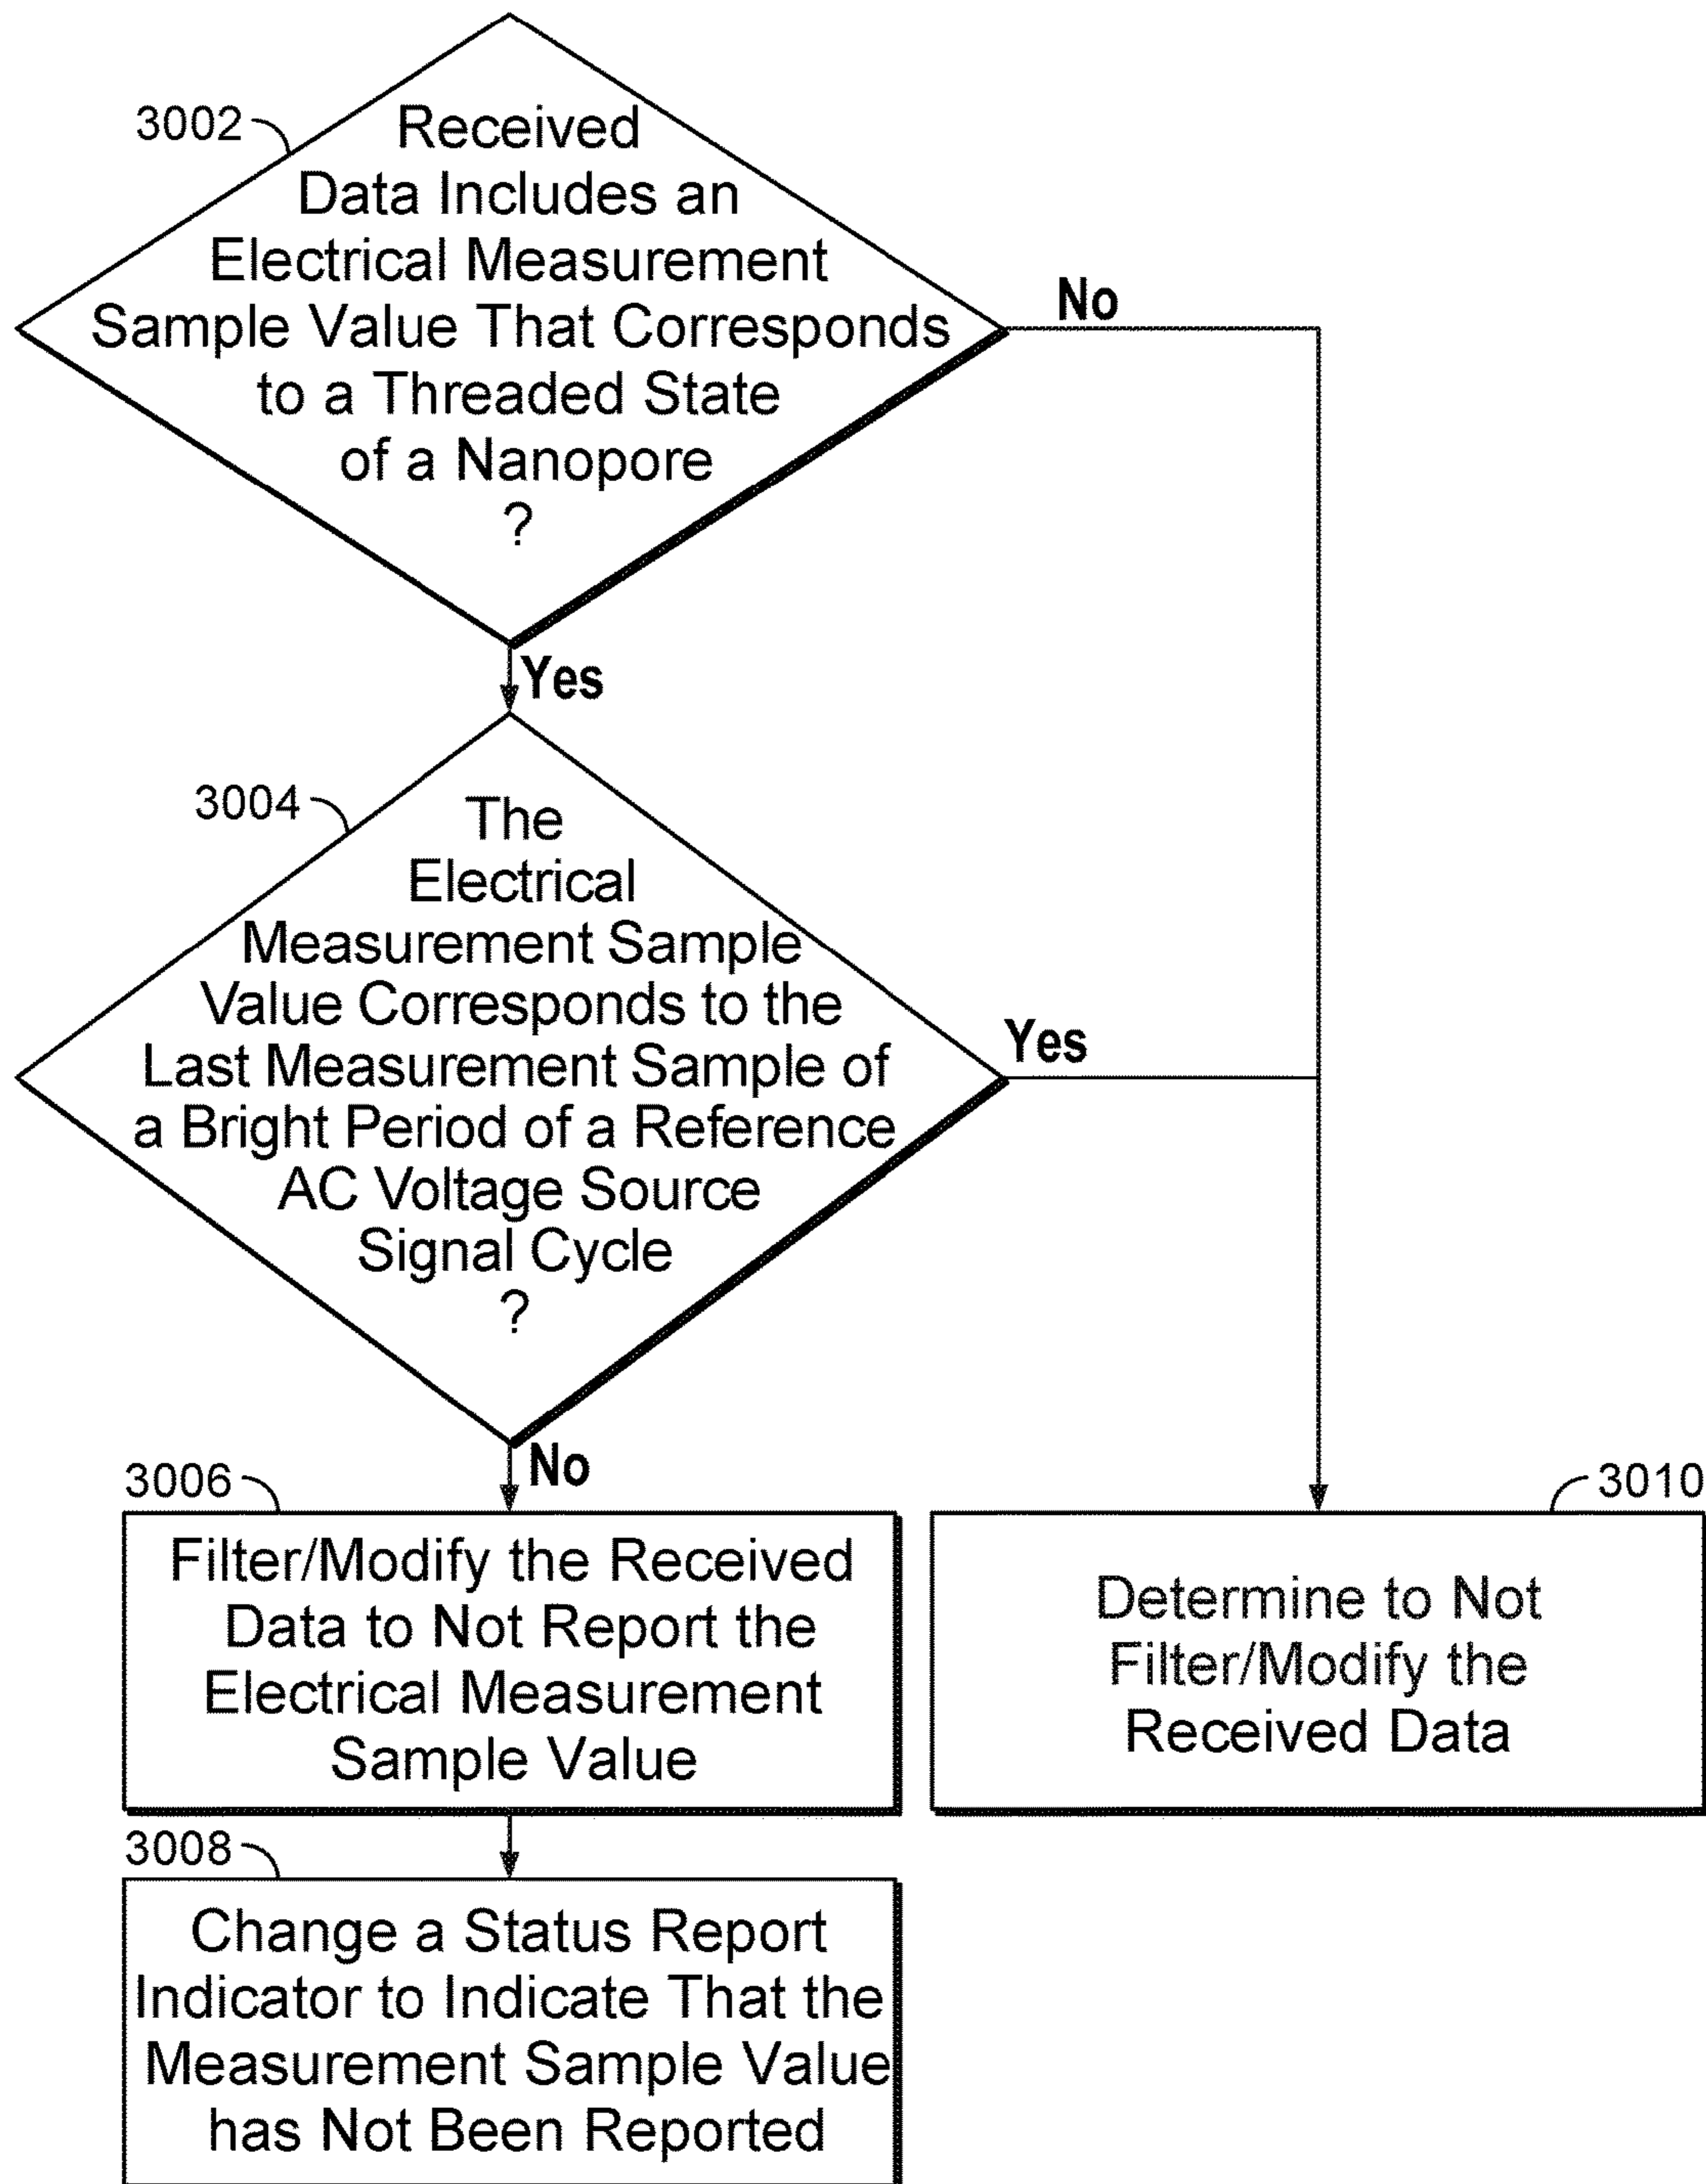 3002
Received
Data Includes an
Electrical Measurement
Sample Value That Corresponds
to a Threaded State
of a Nanopore
?
No
Yes
3004
The
Electrical
Measurement Sample
Value Corresponds to the
Last Measurement Sample of
a Bright Period of a Reference
AC Voltage Source
Signal Cycle
?
Yes
No
3006
Filter/Modify the Received
Data to Not Report the
Electrical Measurement
Sample Value
3010
Determine to Not
Filter/Modify the
Received Data
3008
Change a Status Report
Indicator to Indicate That the
Measurement Sample Value
has Not Been Reported